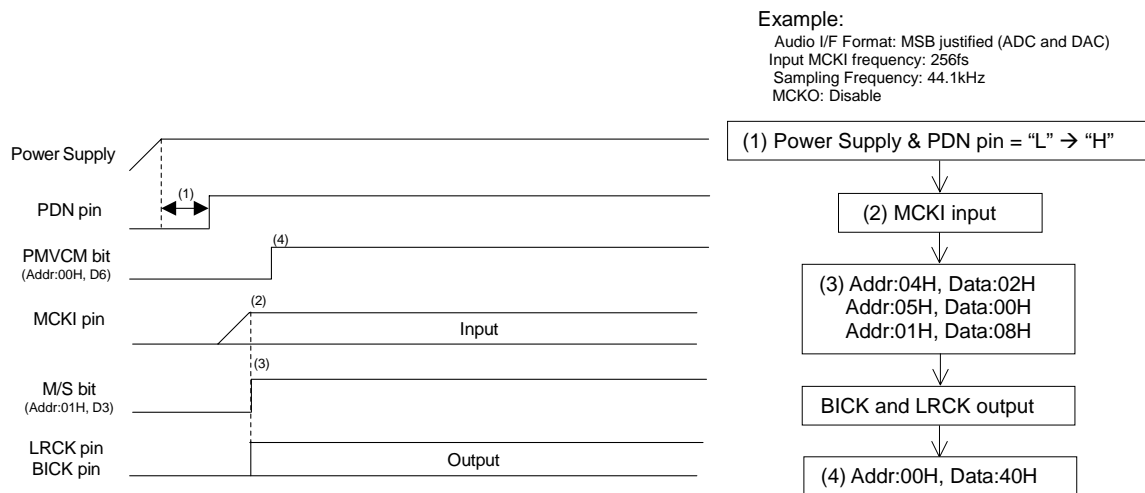 Example:
Audio I/F Format: MSB justified (ADC and DAC)
Input MCKI frequency: 256fs
Sampling Frequency: 44.1kHz
MCKO: Disable
Power Supply
(1)
PDN pin
PMVCM bit
(Addr:00H, D6)
(4)
MCKI pin
(2)
Input
M/S bit
(Addr:01H, D3)
(3)
LRCK pin
BICK pin
Output
(1) Power Supply & PDN pin = “L” → “H”
(2) MCKI input
(3) Addr:04H, Data:02H
Addr:05H, Data:00H
Addr:01H, Data:08H
BICK and LRCK output
(4) Addr:00H, Data:40H